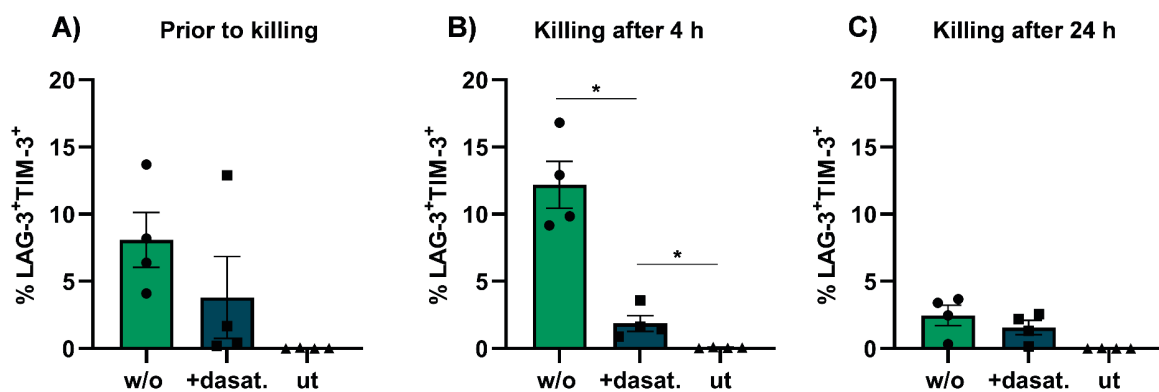 A) Prior to killing
% LAG-3⁺TIM-3⁺
20
15
10
5
0
w/o +dasat. ut
B) Killing after 4 h
% LAG-3⁺TIM-3⁺
20
15
10
5
0
*
*
w/o +dasat. ut
C) Killing after 24 h
% LAG-3⁺TIM-3⁺
20
15
10
5
0
w/o +dasat. ut